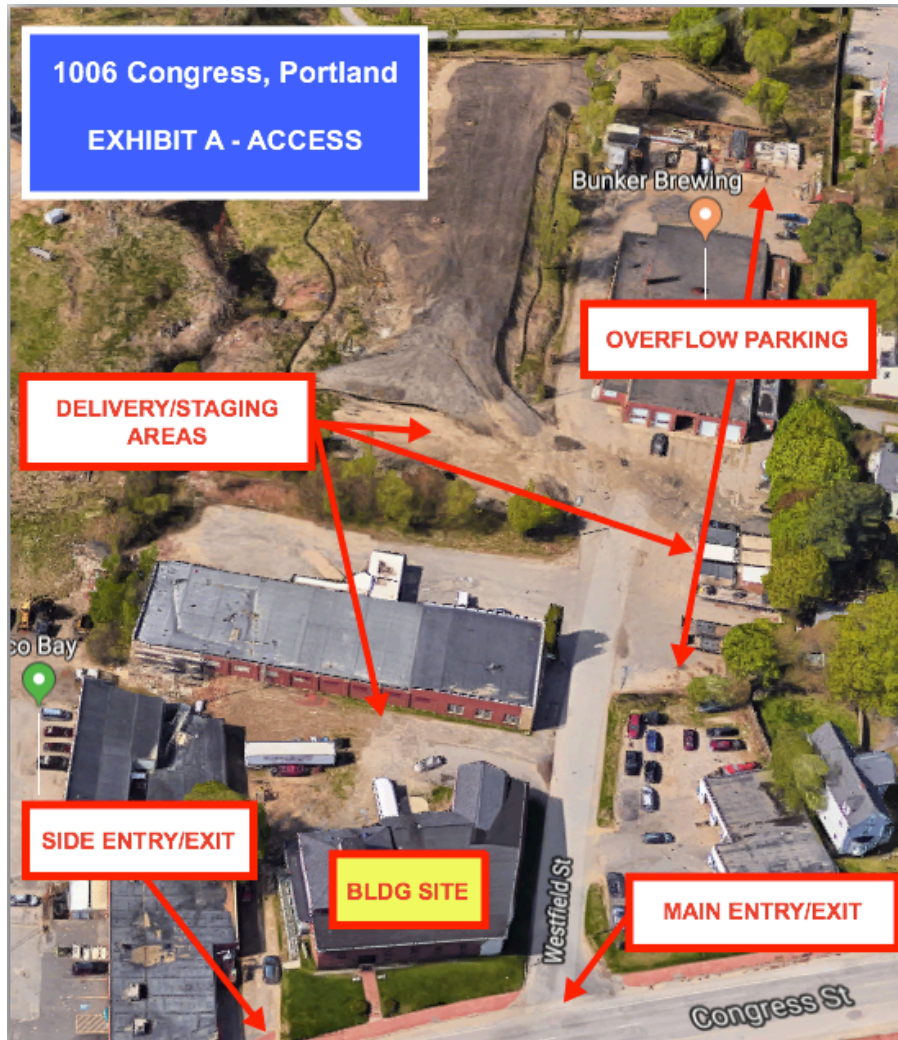 1006 Congress, Portland
EXHIBIT A - ACCESS
Bunker Brewing
OVERFLOW PARKING
DELIVERY/STAGING
AREAS
co Bay
SIDE ENTRY/EXIT
BLDG SITE
Westfield St
MAIN ENTRY/EXIT
Congress St